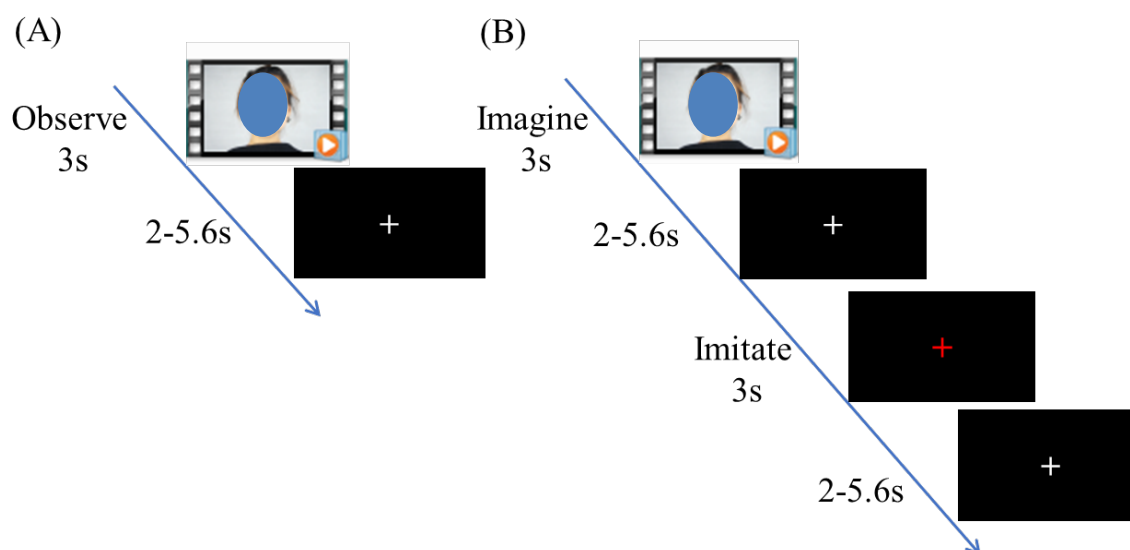 (A)
Observe
3s
2-5.6s
(B)
Imagine
3s
2-5.6s
Imitate
3s
2-5.6s